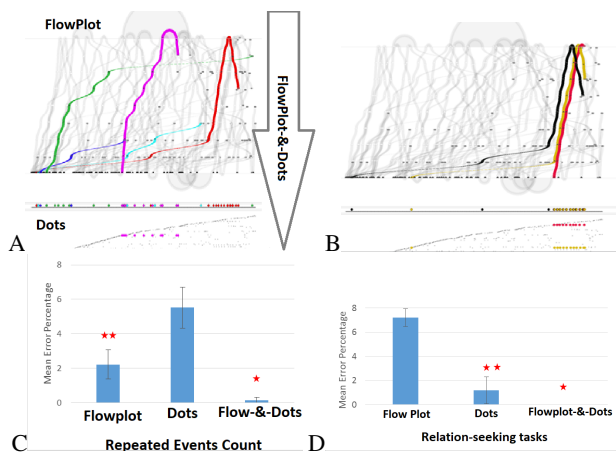 FlowPlot
FlowPlot-&-Dots
Dots
A
B
8
6
4
2
0
Mean Error Percentage
Flowplot
Dots
Flow-&-Dots
C
Repeated Events Count
8
6
4
2
0
Mean Error Percentage
Flow Plot
Dots
Flowplot-&-Dots
D
Relation-seeking tasks